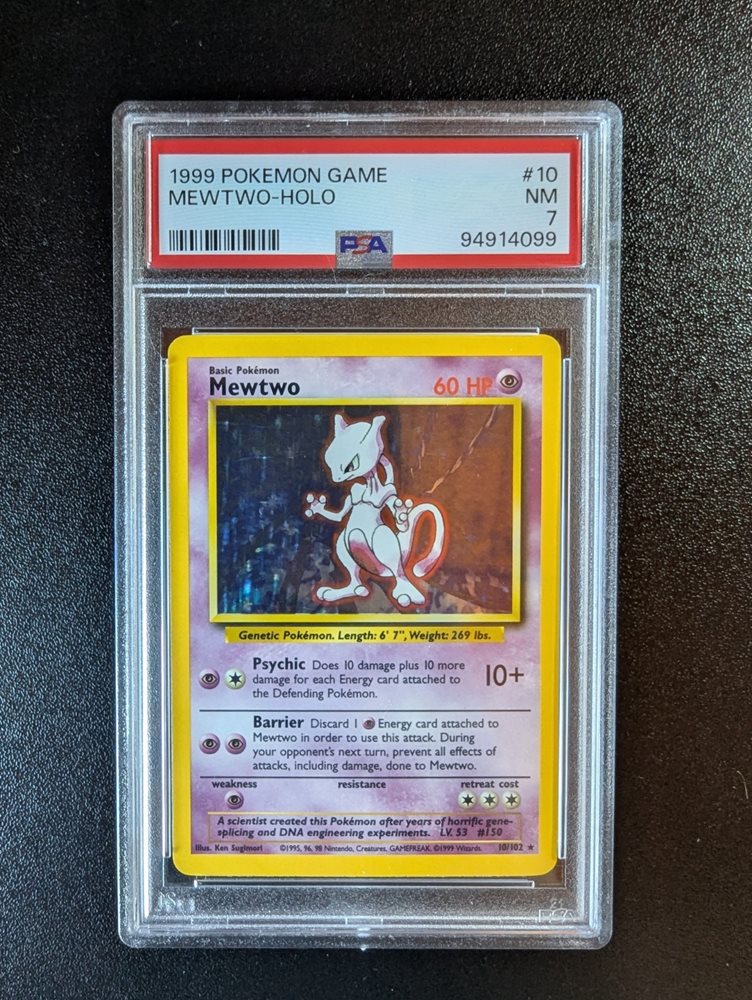 1999 POKEMON GAME #10
MEWTWO-HOLO NM
7
PSA 94914099
Basic Pokémon
Mewtwo 60 HP
Genetic Pokémon. Length: 6' 7", Weight: 269 lbs.
Psychic Does 10 damage plus 10 more
damage for each Energy card attached to
the Defending Pokémon.
10+
Barrier Discard 1 Energy card attached to
Mewtwo in order to use this attack. During
your opponent's next turn, prevent all effects of
attacks, including damage, done to Mewtwo.
weakness resistance retreat cost
A scientist created this Pokémon after years of horrific gene-
splicing and DNA engineering experiments. LV. 53 #150
Illus. Ken Sugimori ©1995, 96, 98 Nintendo, Creatures, GAMEFREAK. ©1999 Wizards. 10/102 ★